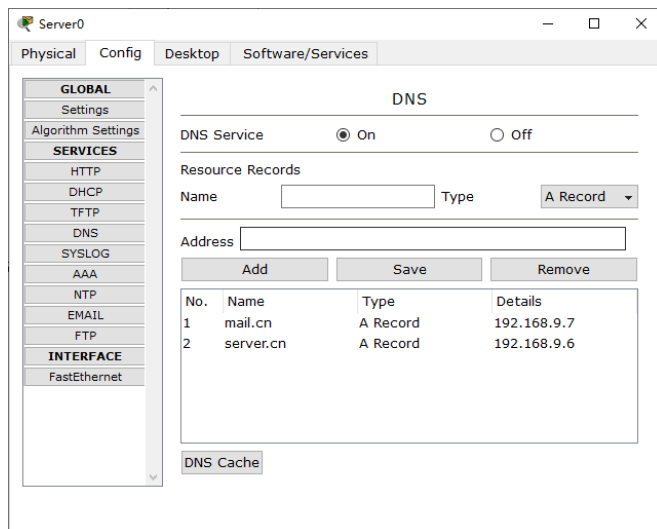 Server0
Physical Config Desktop Software/Services
GLOBAL
Settings
Algorithm Settings
SERVICES
HTTP
DHCP
TFTP
DNS
SYSLOG
AAA
NTP
EMAIL
FTP
INTERFACE
FastEthernet
DNS
DNS Service On Off
Resource Records
Name Type A Record
Address
Add Save Remove
No. Name Type Details
1 mail.cn A Record 192.168.9.7
2 server.cn A Record 192.168.9.6
DNS Cache